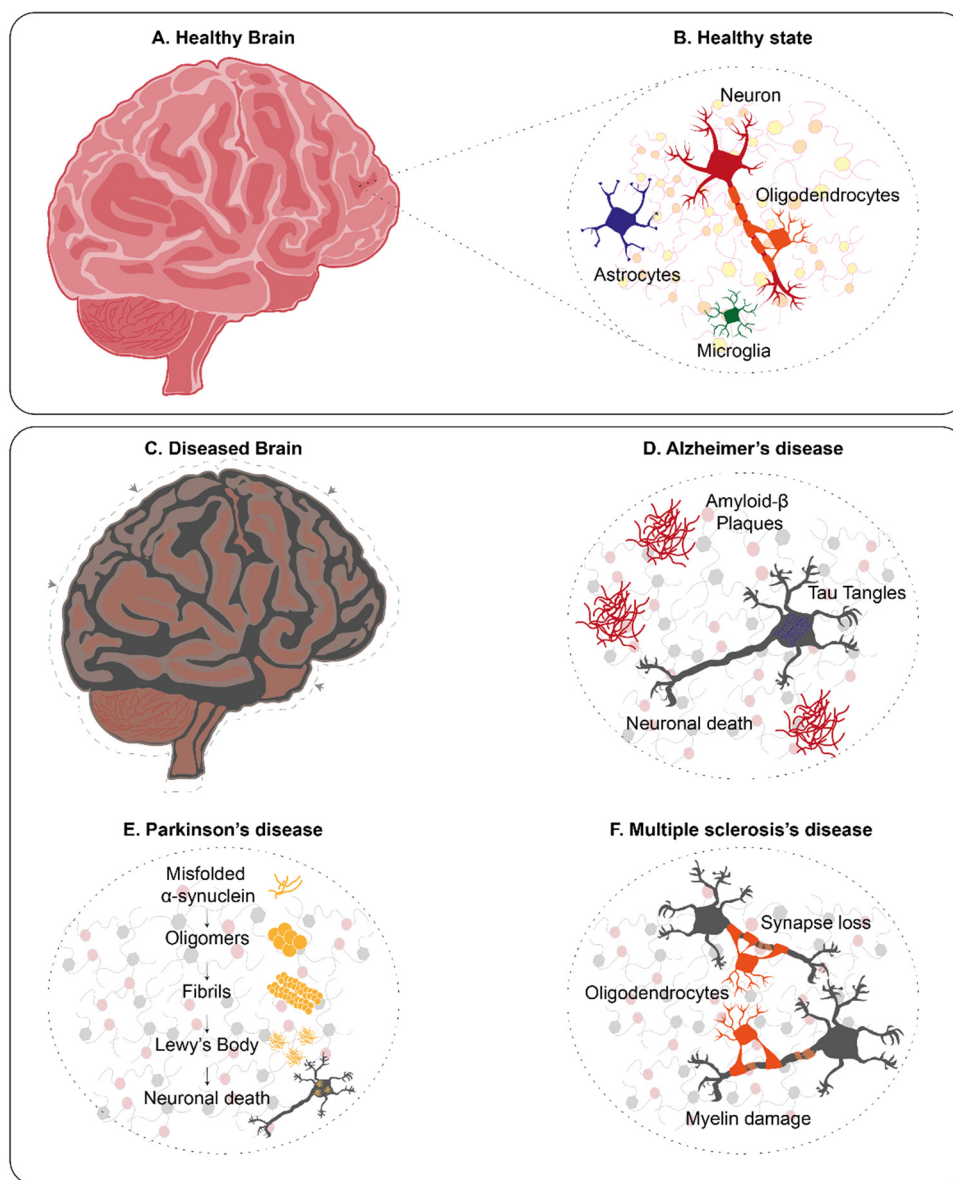 A. Healthy Brain
B. Healthy state
Neuron
Oligodendrocytes
Astrocytes
Microglia
C. Diseased Brain
D. Alzheimer's disease
Amyloid-β
Plaques
Tau Tangles
Neuronal death
E. Parkinson's disease
Misfolded
α-synuclein
Oligomers
Fibrils
Lewy's Body
Neuronal death
F. Multiple sclerosis's disease
Synapse loss
Oligodendrocytes
Myelin damage